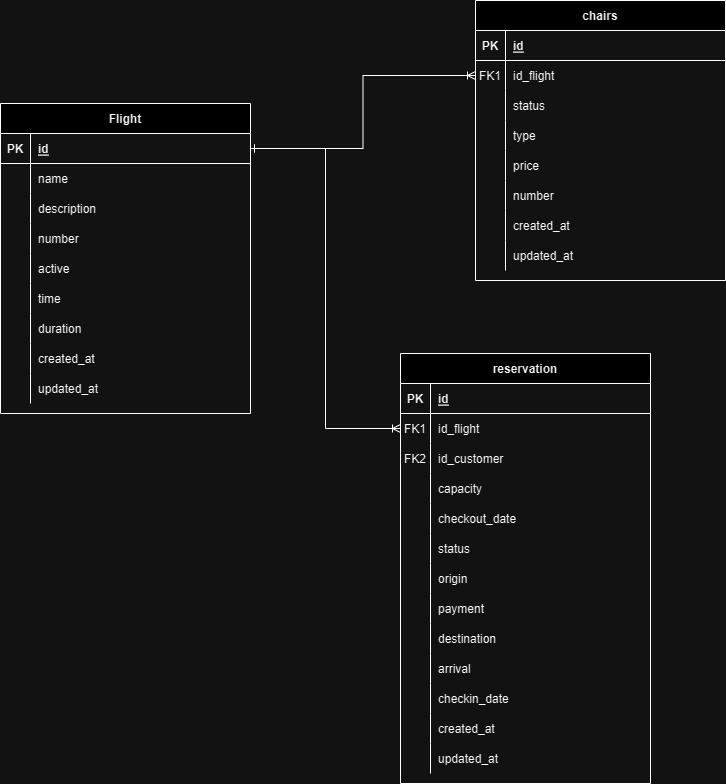 chairs
PK id
FK1 id_flight
status
type
price
number
created_at
updated_at
Flight
PK id
name
description
number
active
time
duration
created_at
updated_at
reservation
PK id
FK1 id_flight
FK2 id_customer
capacity
checkout_date
status
origin
payment
destination
arrival
checkin_date
created_at
updated_at